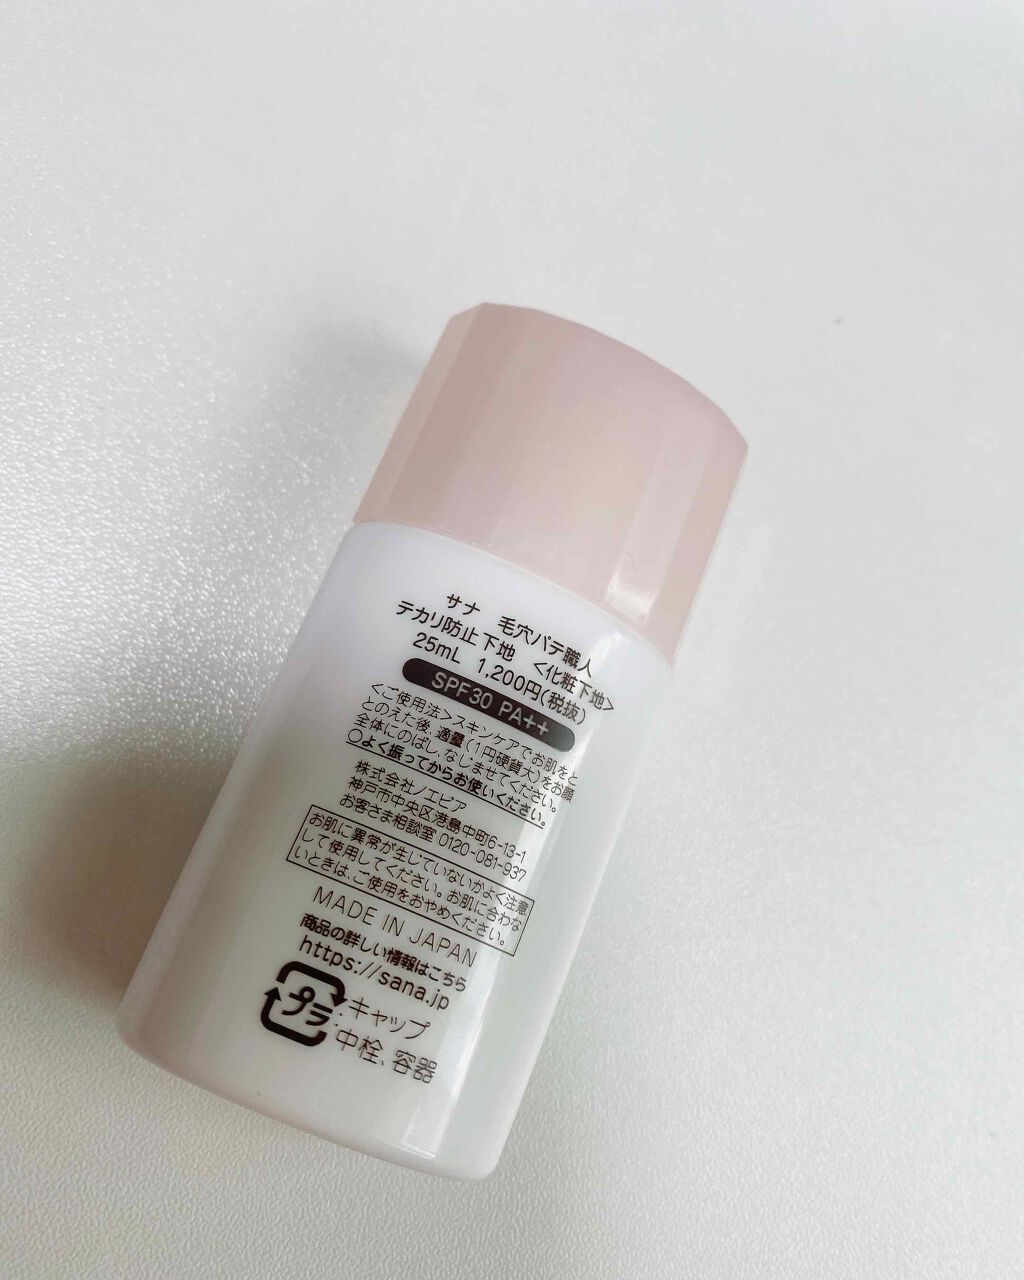 サナ　毛穴パテ職人
テカリ防止下地　<化粧下地>
25mL　1,200円(税抜)
SPF30 PA++
<ご使用法>スキンケアでお肌をと
とのえた後、適量(1円硬貨大)をお顔
全体にのばし、なじませてください。
○よく振ってからお使いください。
株式会社ノエビア
神戸市中央区港島中町6-13-1
お客さま相談室 0120-081-937
お肌に異常が生じていないかよく注意
して使用してください。お肌に合わな
いときは、ご使用をおやめください。
MADE IN JAPAN
商品の詳しい情報はこちら
https://sana.jp
プラ:キャップ
中栓、容器